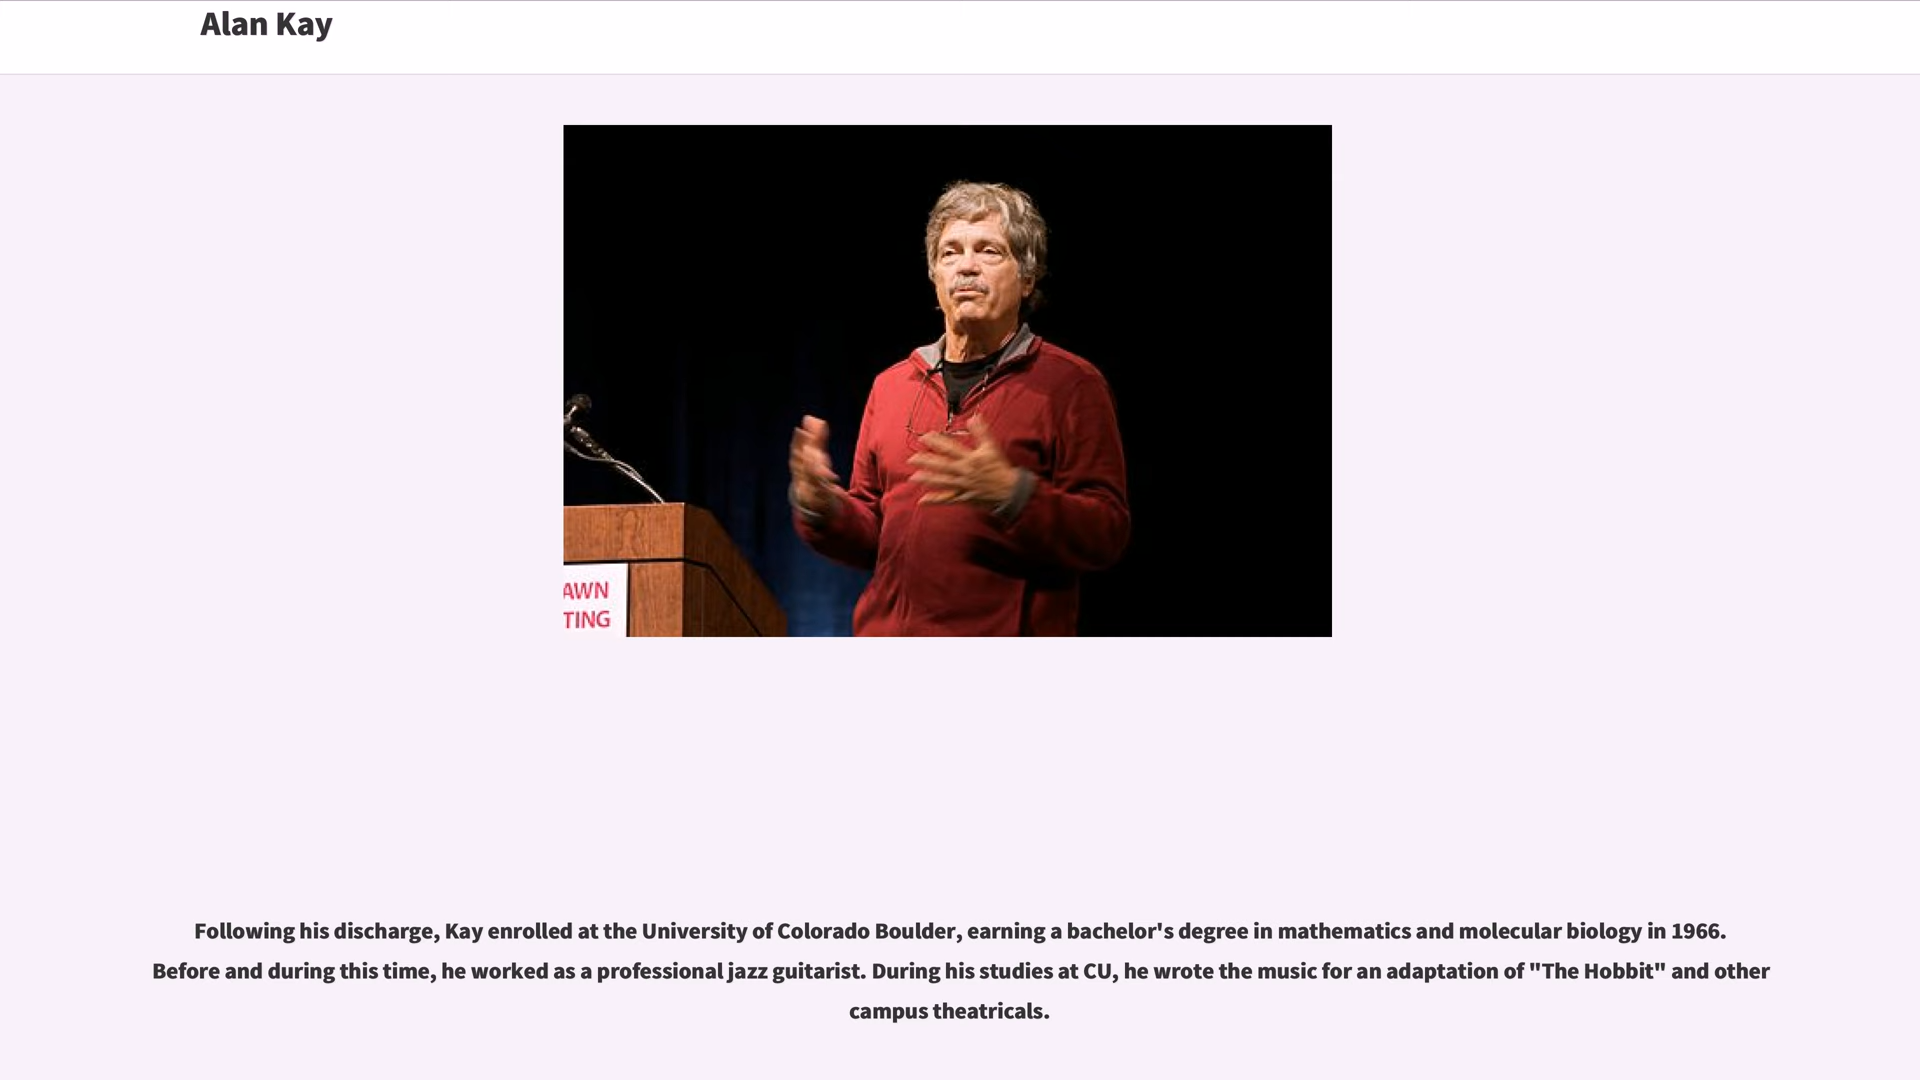 Alan Kay
AWN
TING
Following his discharge, Kay enrolled at the University of Colorado Boulder, earning a bachelor's degree in mathematics and molecular biology in 1966.
Before and during this time, he worked as a professional jazz guitarist. During his studies at CU, he wrote the music for an adaptation of "The Hobbit" and other
campus theatricals.